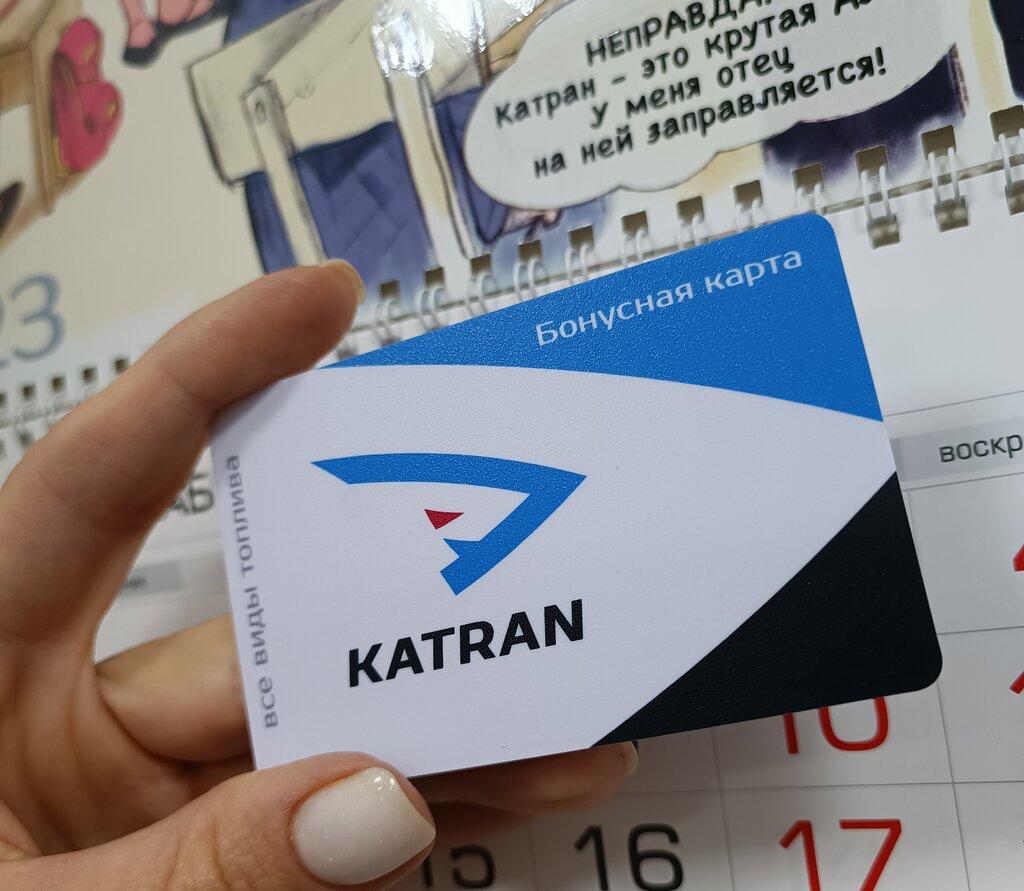 НЕПРАВДА
Катран - это крутая
у меня отец
на ней заправляется!
23
Бонусная карта
все виды топлива
KATRAN
10
15
16
17